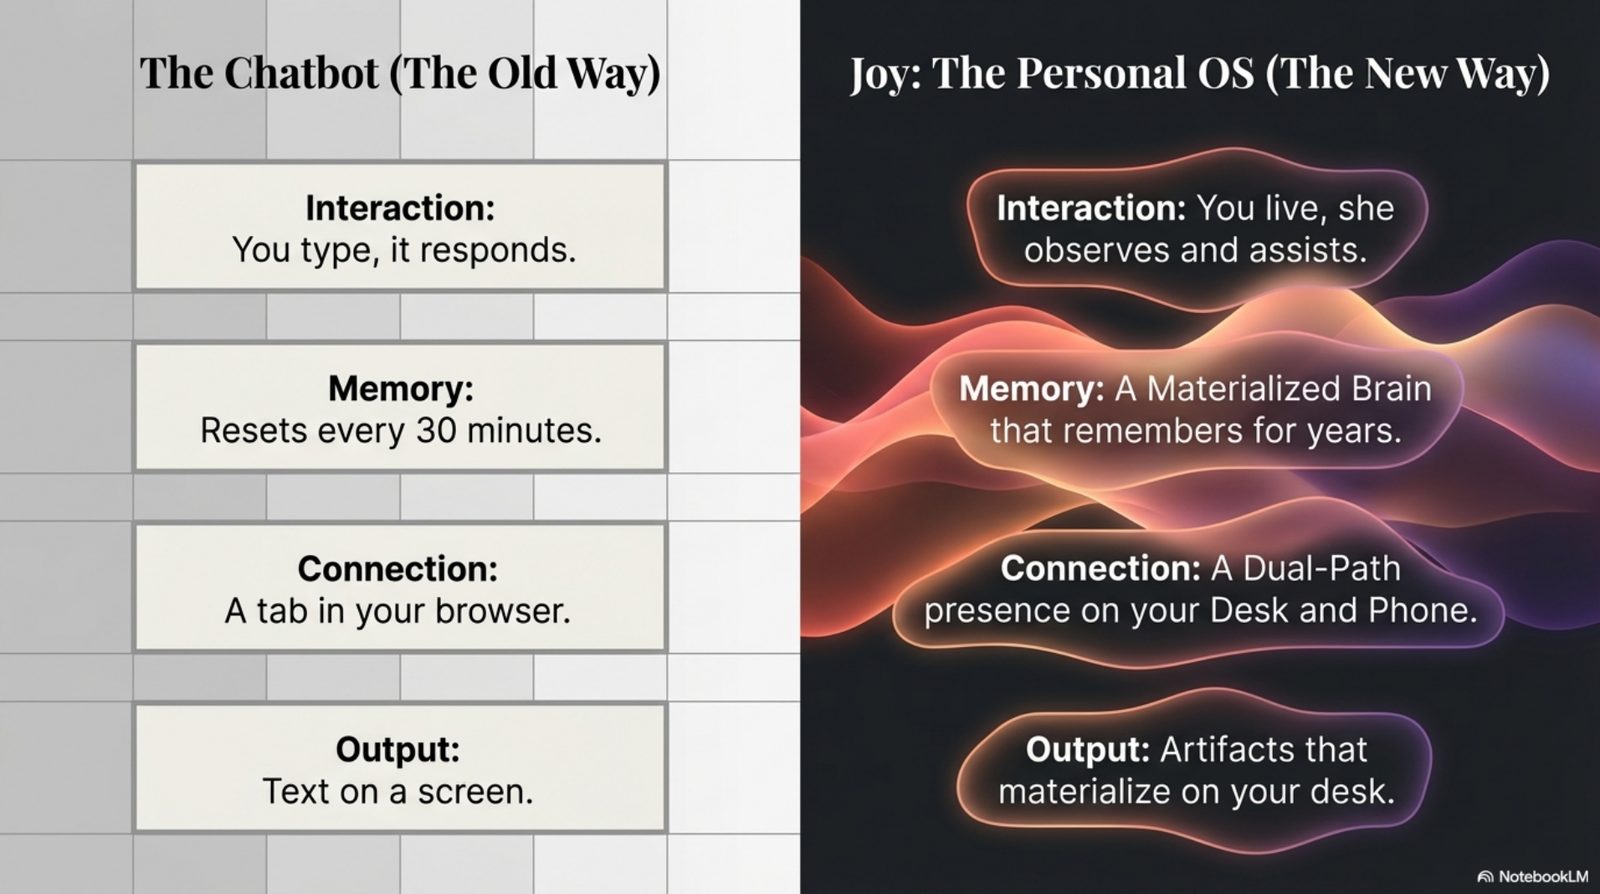 The Chatbot (The Old Way)
Interaction:
You type, it responds.
Memory:
Resets every 30 minutes.
Connection:
A tab in your browser.
Output:
Text on a screen.
Joy: The Personal OS (The New Way)
Interaction: You live, she
observes and assists.
Memory: A Materialized Brain
that remembers for years.
Connection: A Dual-Path
presence on your Desk and Phone.
Output: Artifacts that
materialize on your desk.
NotebookLM